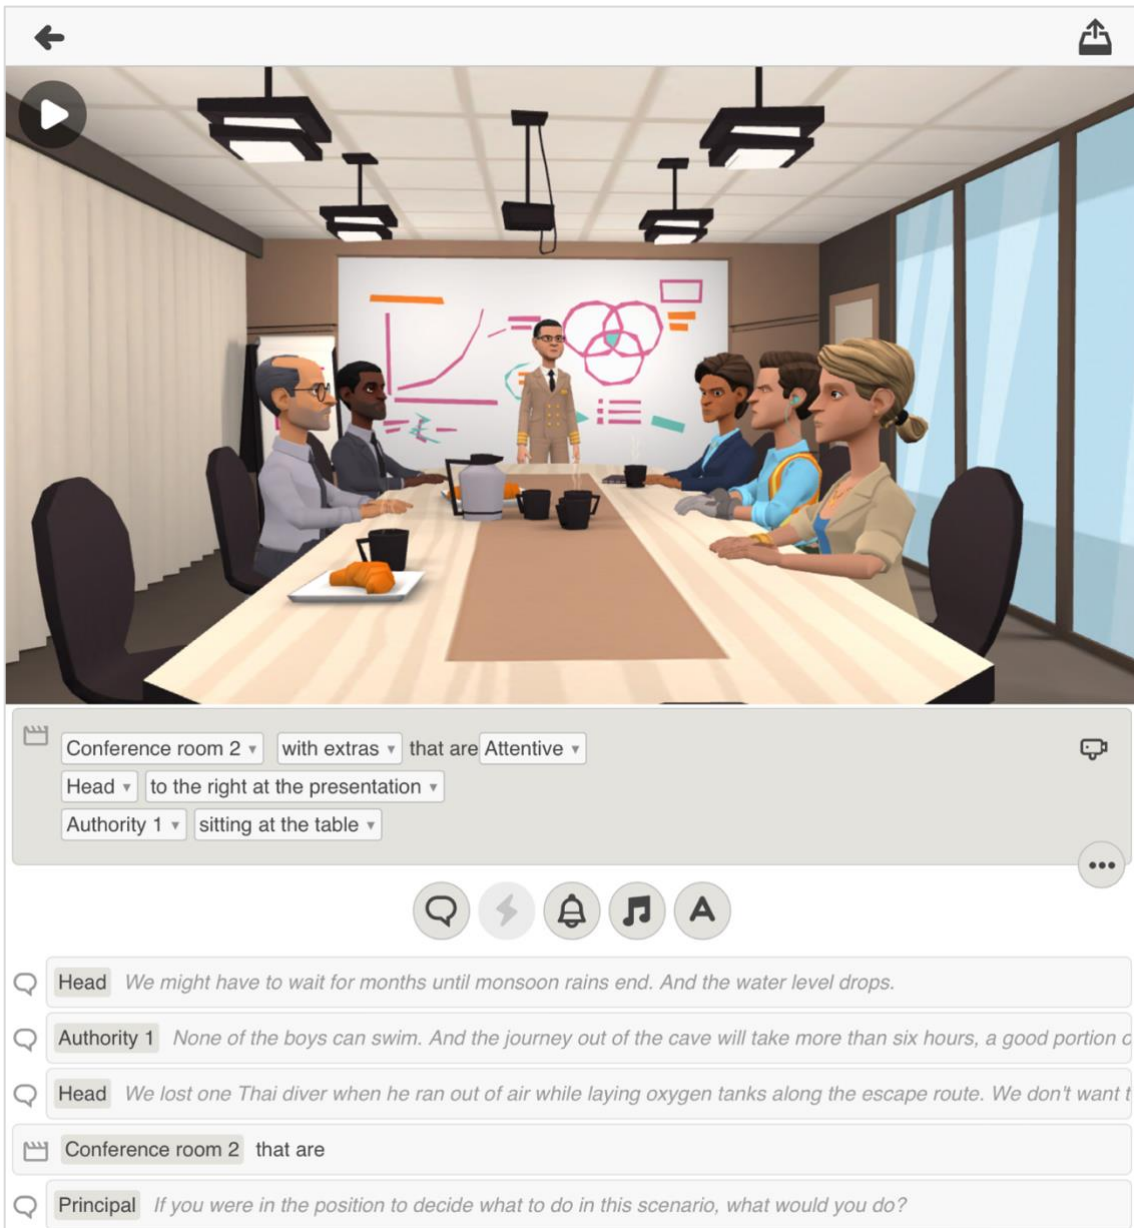 Conference room 2 with extras that are Attentive
Head to the right at the presentation
Authority 1 sitting at the table
A
Head We might have to wait for months until monsoon rains end. And the water level drops.
Authority 1 None of the boys can swim. And the journey out of the cave will take more than six hours, a good portion
Head We lost one Thai diver when he ran out of air while laying oxygen tanks along the escape route. We don't want
Conference room 2 that are
Principal If you were in the position to decide what to do in this scenario, what would you do?